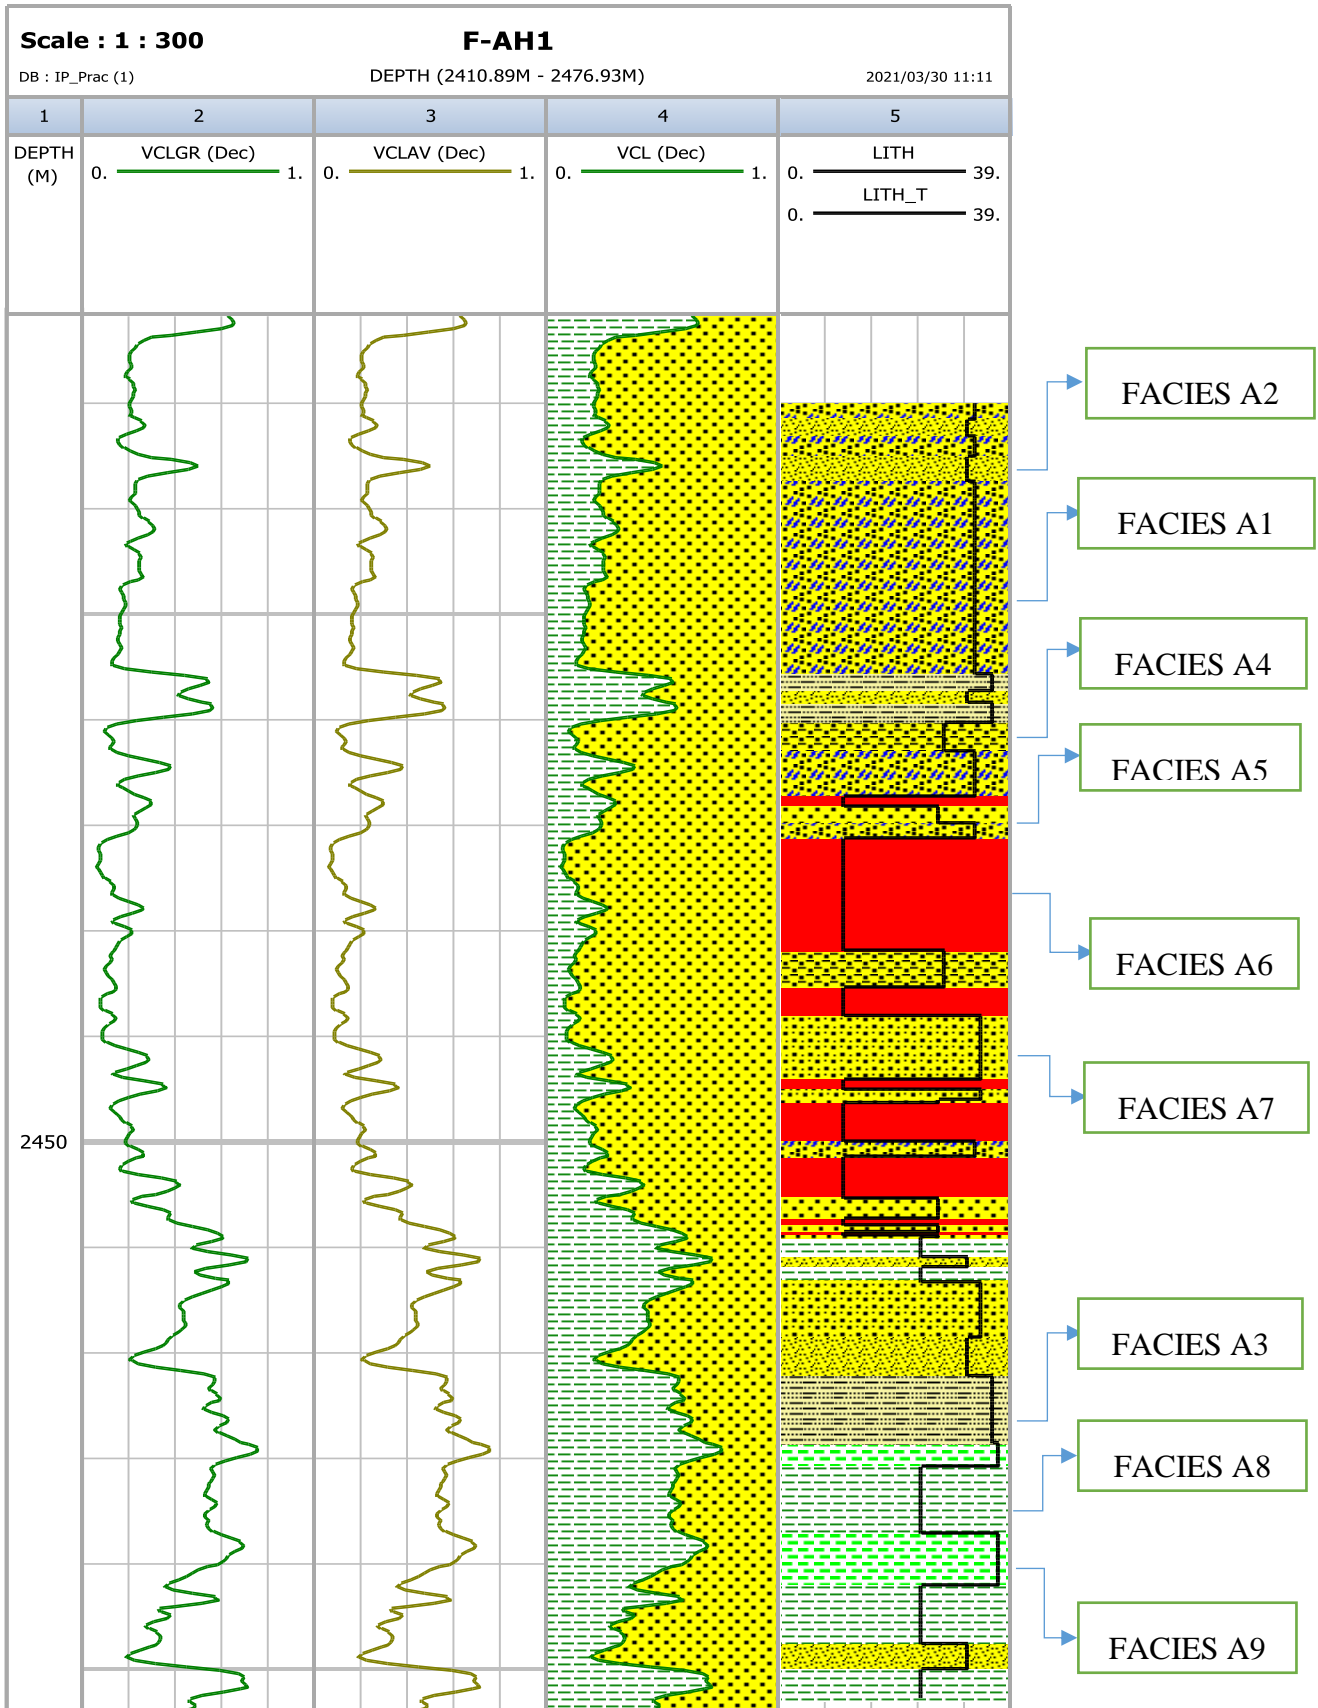 Scale : 1 : 300
F-AH1
DB : IP_Prac (1)
DEPTH (2410.89M - 2476.93M)
2021/03/30 11:11
1 2 3 4 5
DEPTH (M)
VCLGR (Dec)
0. 1.
VCLAV (Dec)
0. 1.
VCL (Dec)
0. 1.
LITH
0. 39.
LITH_T
0. 39.
FACIES A2
FACIES A1
FACIES A4
FACIES A5
FACIES A6
FACIES A7
2450
FACIES A3
FACIES A8
FACIES A9